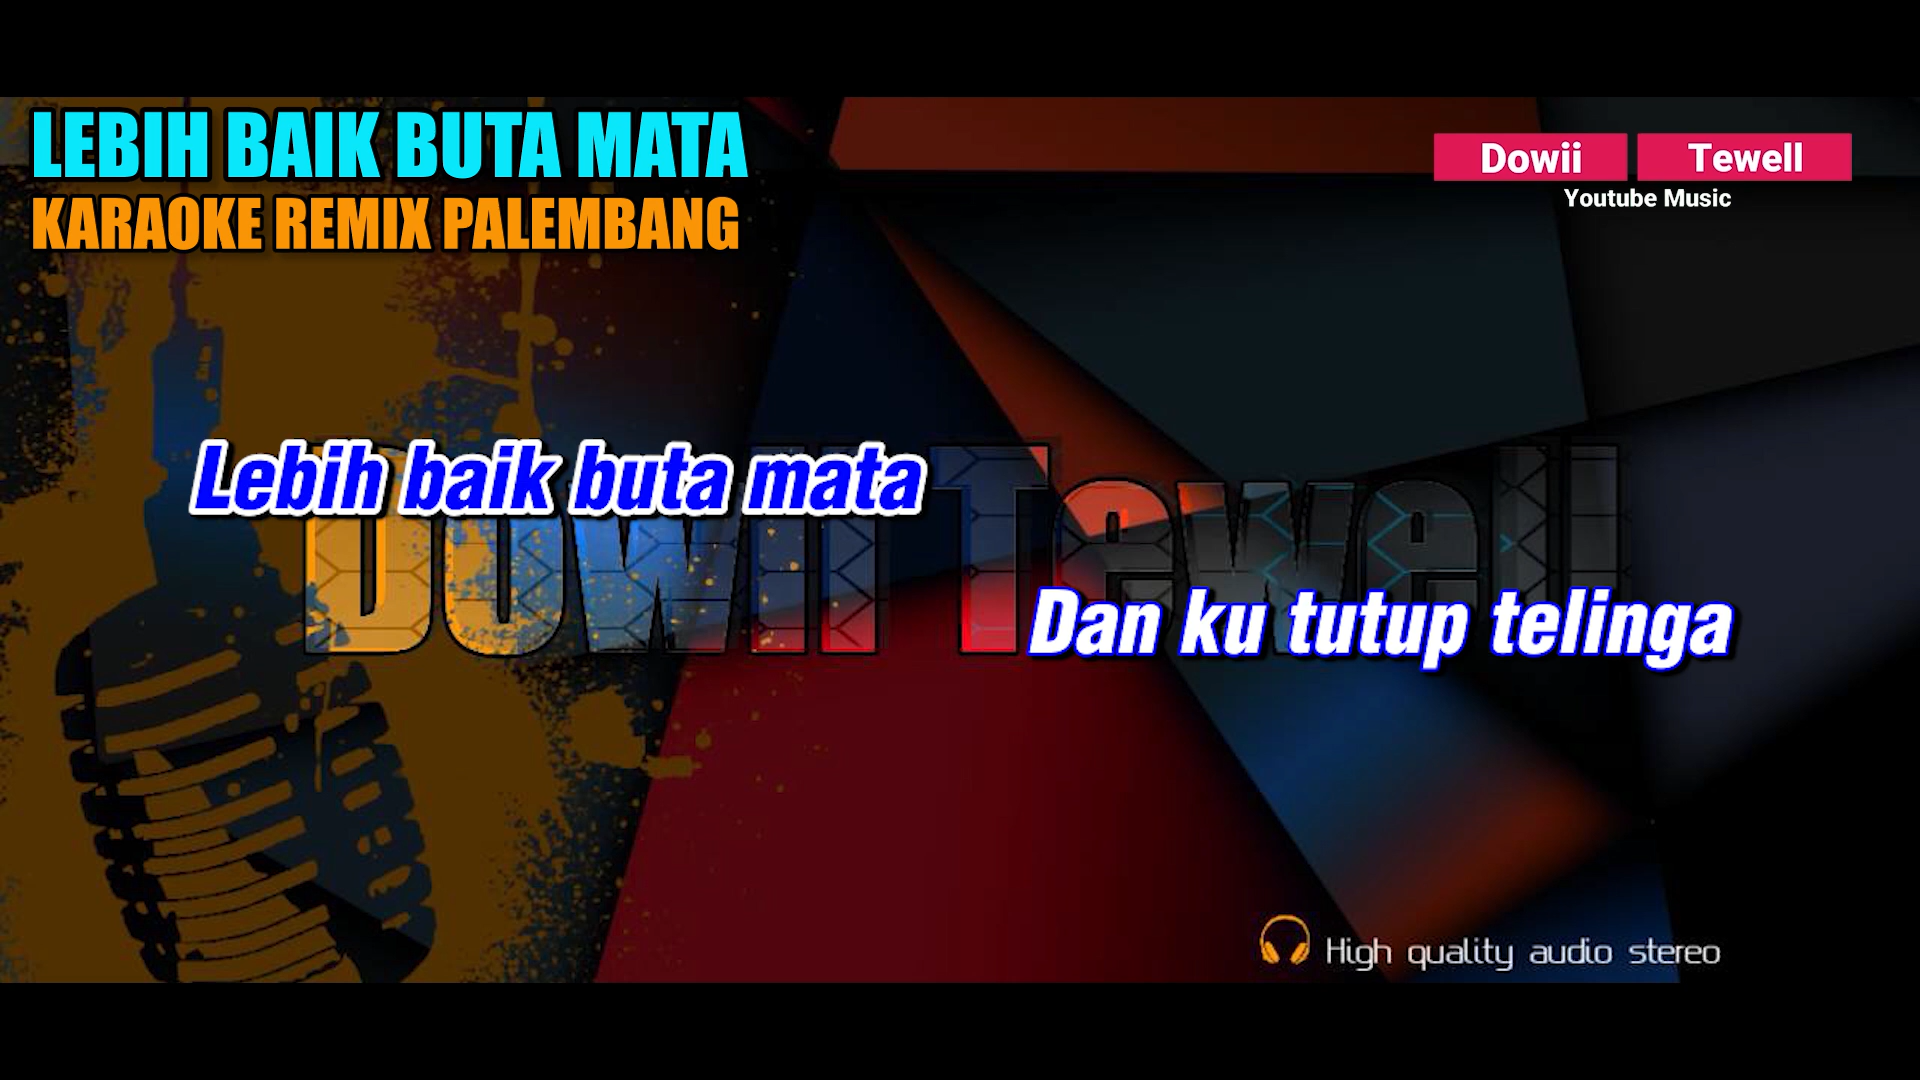 LEBIH BAIK BUTA MATA
KARAOKE REMIX PALEMBANG
Dowii Tewell
Youtube Music
Lebih baik buta mata
Dowii Tewell
Dan ku tutup telinga
High quality audio stereo